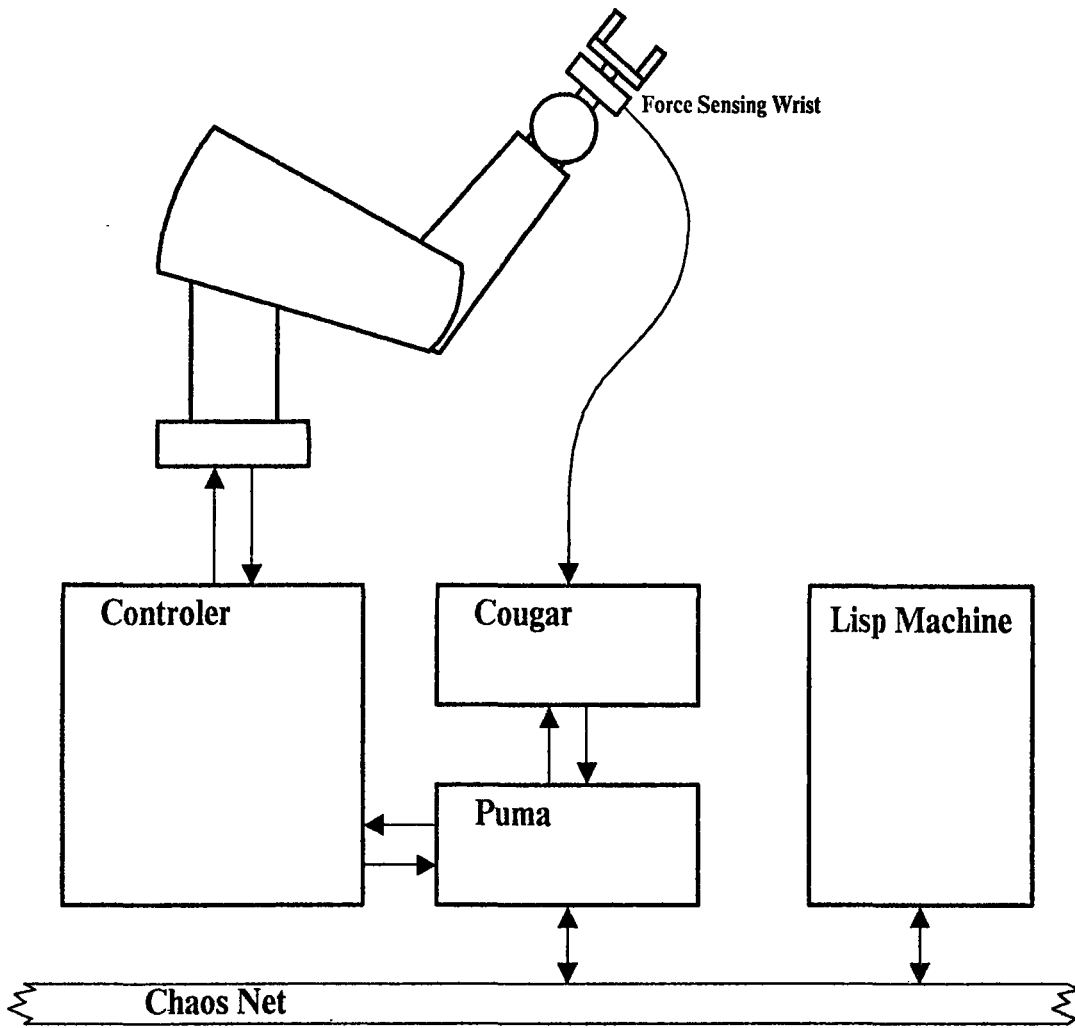 Force Sensing Wrist
Controler
Cougar
Lisp Machine
Puma
Chaos Net